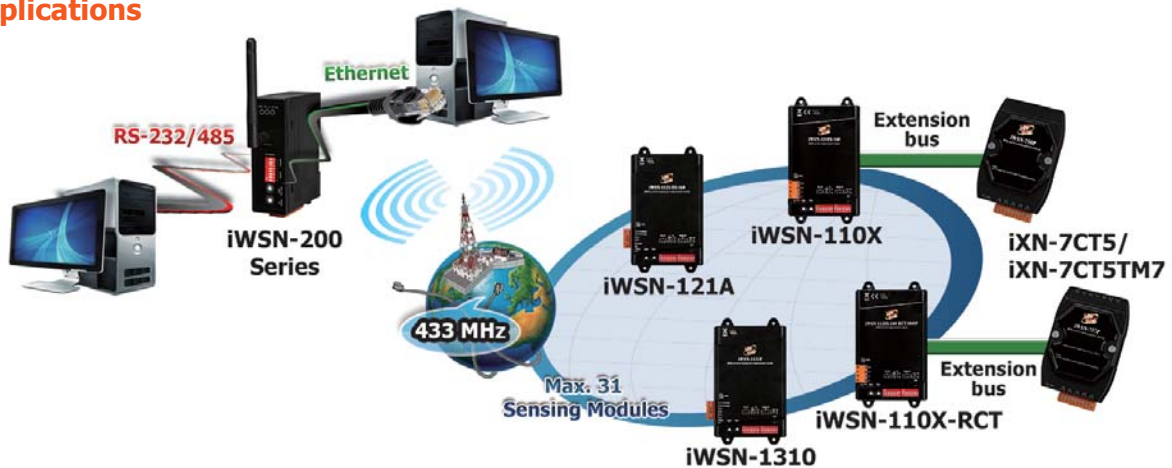 plications
Ethernet
RS-232/485
iWSN-200
Series
433 MHz
Max. 31
Sensing Modules
iWSN-121A
iWSN-110X
Extension
bus
iXN-7CT5/
iXN-7CT5TM7
iWSN-1310
iWSN-110X-RCT
Extension
bus